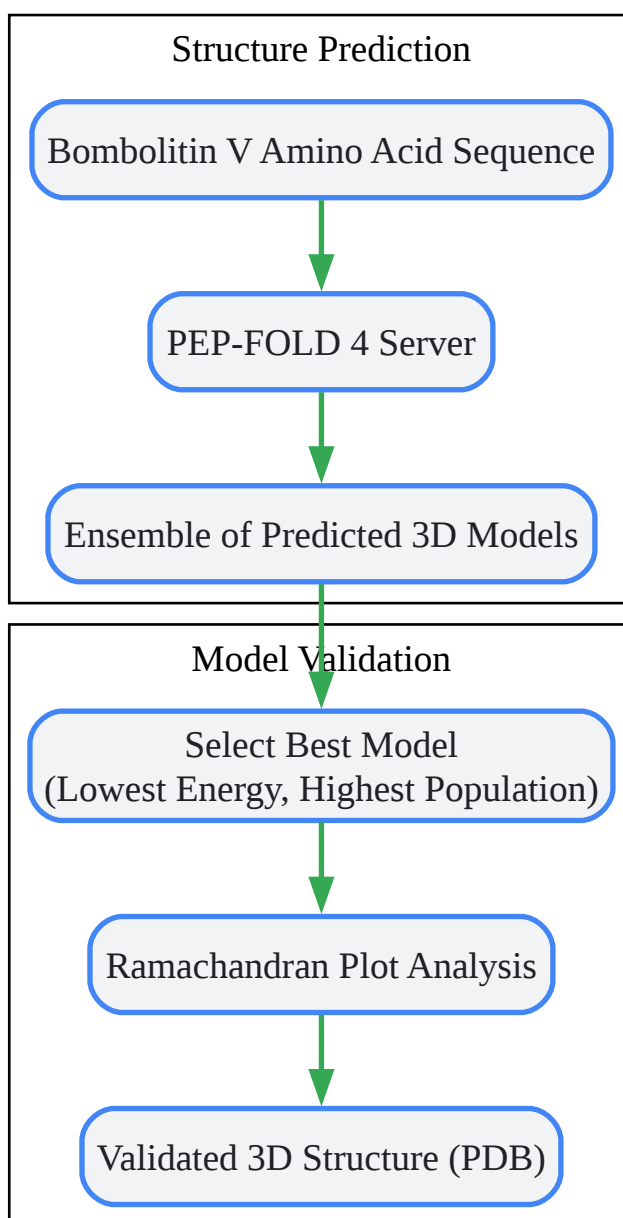 Structure Prediction
Bombolitin V Amino Acid Sequence
PEP-FOLD 4 Server
Ensemble of Predicted 3D Models
Model Validation
Select Best Model
(Lowest Energy, Highest Population)
Ramachandran Plot Analysis
Validated 3D Structure (PDB)